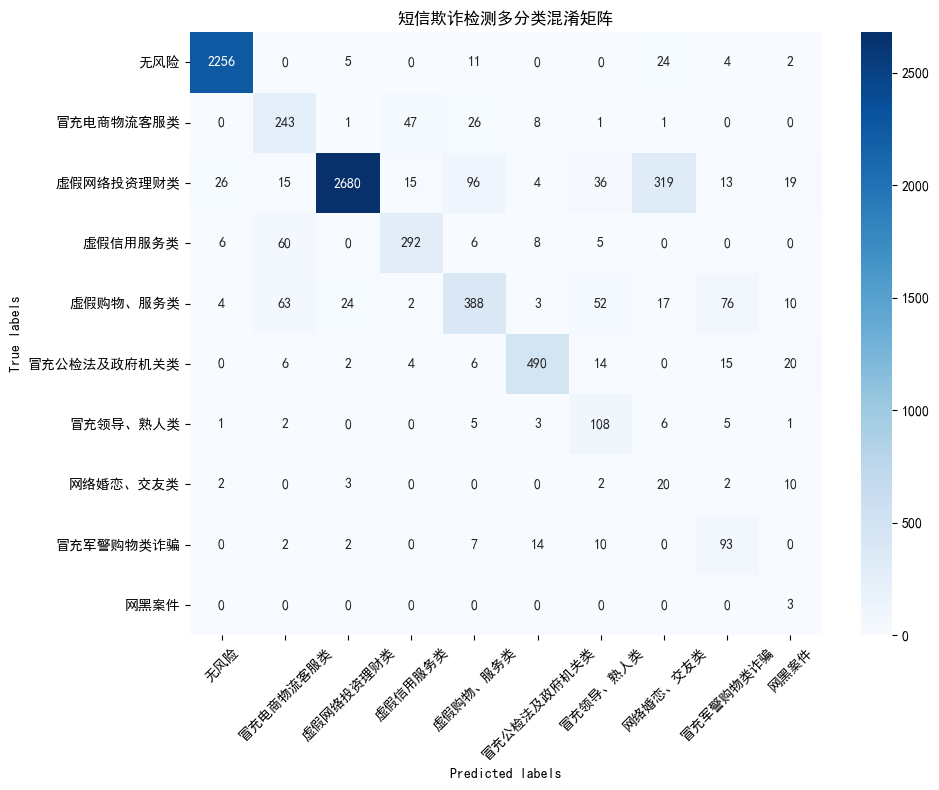 短信欺诈检测多分类混淆矩阵
无风险 2256 0 5 0 11 0 0 24 4 2
冒充电商物流客服类 0 243 1 47 26 8 1 1 0 0
虚假网络投资理财类 26 15 2680 15 96 4 36 319 13 19
虚假信用服务类 6 60 0 292 6 8 5 0 0 0
虚假购物、服务类 4 63 24 2 388 3 52 17 76 10
冒充公检法及政府机关类 0 6 2 4 6 490 14 0 15 20
冒充领导、熟人类 1 2 0 0 5 3 108 6 5 1
网络婚恋、交友类 2 0 3 0 0 0 2 20 2 10
冒充军警购物类诈骗 0 2 2 0 7 14 10 0 93 0
网黑案件 0 0 0 0 0 0 0 0 0 3
True labels
无风险
冒充电商物流客服类
虚假网络投资理财类
虚假信用服务类
虚假购物、服务类
冒充公检法及政府机关类
冒充领导、熟人类
网络婚恋、交友类
冒充军警购物类诈骗
网黑案件
Predicted labels
2500
2000
1500
1000
500
0